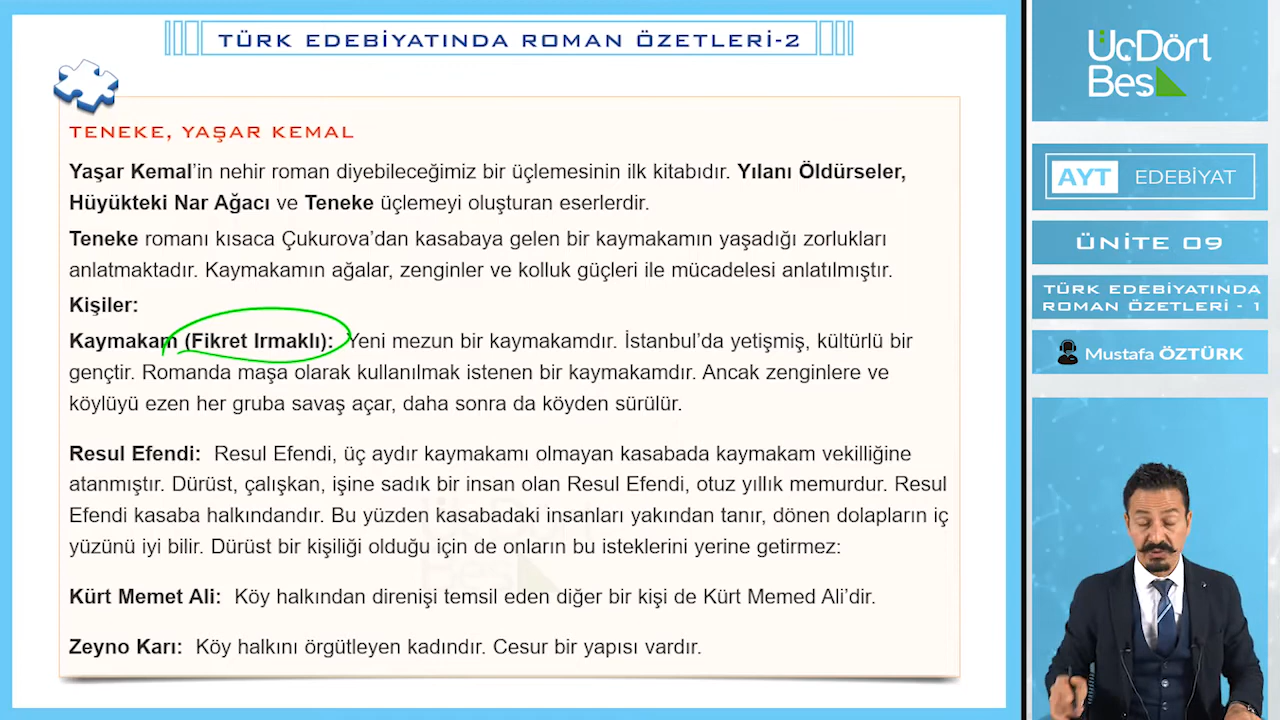 TÜRK EDEBİYATINDA ROMAN ÖZETLERİ-2
TENEKE, YAŞAR KEMAL
Yaşar Kemal'in nehir roman diyebileceğimiz bir üçlemesinin ilk kitabıdır. Yılanı Öldürseler,
Hüyükteki Nar Ağacı ve Teneke üçlemeyi oluşturan eserlerdir.
Teneke romanı kısaca Çukurova'dan kasabaya gelen bir kaymakamın yaşadığı zorlukları
anlatmaktadır. Kaymakamın ağalar, zenginler ve kolluk güçleri ile mücadelesi anlatılmıştır.
Kişiler:
Kaymakam (Fikret Irmaklı): Yeni mezun bir kaymakamdır. İstanbul'da yetişmiş, kültürlü bir
gençtir. Romanda maşa olarak kullanılmak istenen bir kaymakamdır. Ancak zenginlere ve
köylüyü ezen her gruba savaş açar, daha sonra da köyden sürülür.
Resul Efendi: Resul Efendi, üç aydır kaymakamı olmayan kasabada kaymakam vekilliğine
atanmıştır. Dürüst, çalışkan, işine sadık bir insan olan Resul Efendi, otuz yıllık memurdur. Resul
Efendi kasaba halkındandır. Bu yüzden kasabadaki insanları yakından tanır, dönen dolapların iç
yüzünü iyi bilir. Dürüst bir kişiliği olduğu için de onların bu isteklerini yerine getirmez:
Kürt Memet Ali: Köy halkından direnişi temsil eden diğer bir kişi de Kürt Memed Ali'dir.
Zeyno Karı: Köy halkını örgütleyen kadındır. Cesur bir yapısı vardır.
ÜçDört
Beş
AYT EDEBİYAT
ÜNİTE 09
TÜRK EDEBİYATINDA
ROMAN ÖZETLERİ - 1
Mustafa ÖZTÜRK